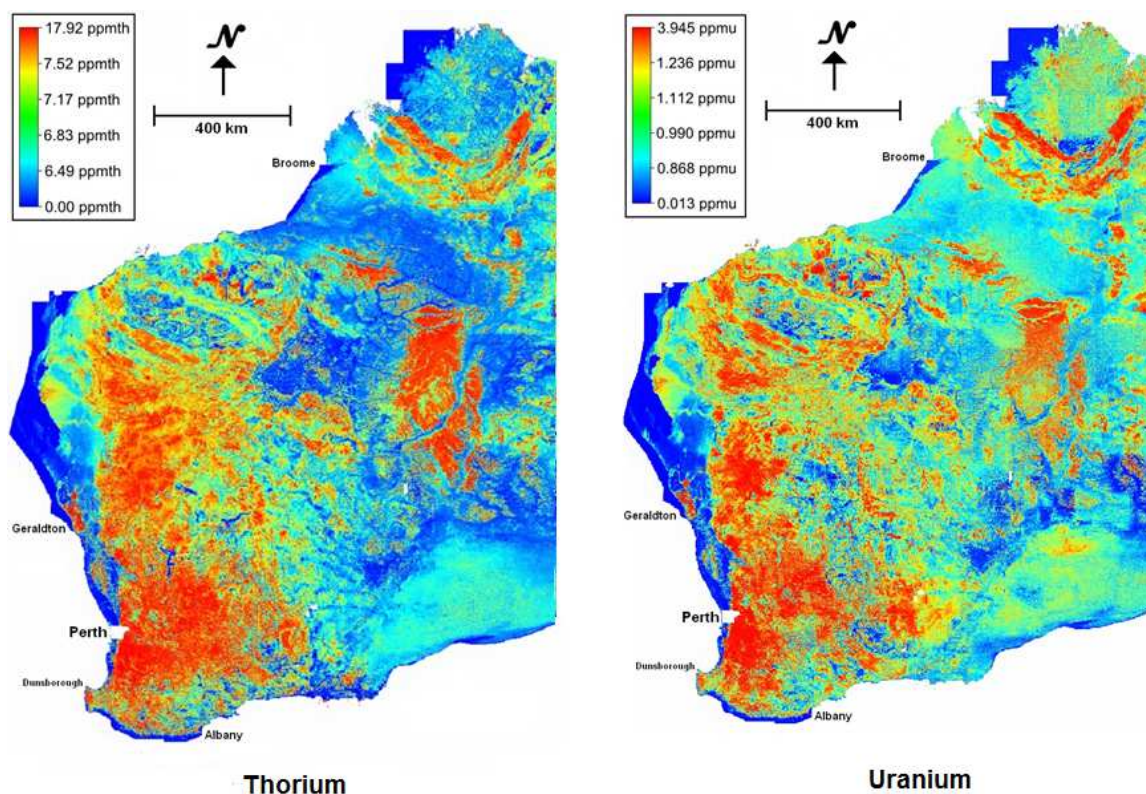 17.92 ppmth
7.52 ppmth
7.17 ppmth
6.83 ppmth
6.49 ppmth
0.00 ppmth
N
400 km
Broome
Geraldton
Perth
Dunsborough
Albany
Thorium
3.945 ppmu
1.236 ppmu
1.112 ppmu
0.990 ppmu
0.868 ppmu
0.013 ppmu
N
400 km
Broome
Geraldton
Perth
Dunsborough
Albany
Uranium